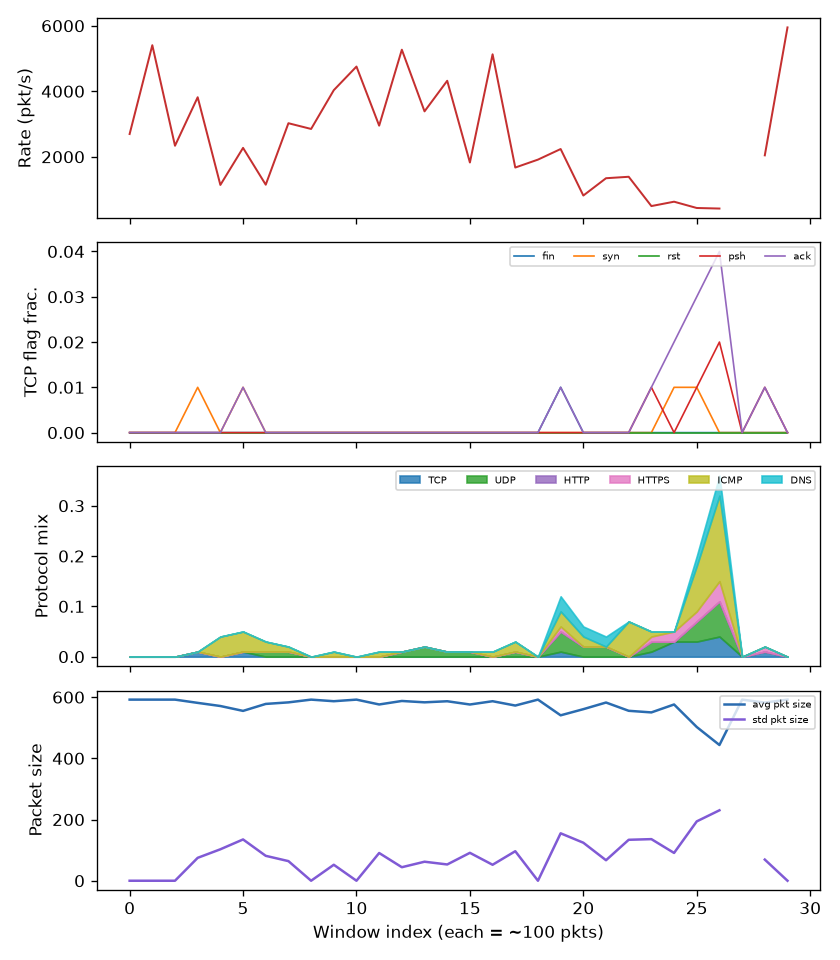 Rate (pkt/s)
6000
4000
2000
TCP flag frac.
0.04
0.03
0.02
0.01
0.00
fin syn rst psh ack
Protocol mix
0.3
0.2
0.1
0.0
TCP UDP HTTP HTTPS ICMP DNS
Packet size
600
400
200
0
avg pkt size
std pkt size
0 5 10 15 20 25 30
Window index (each = ~100 pkts)